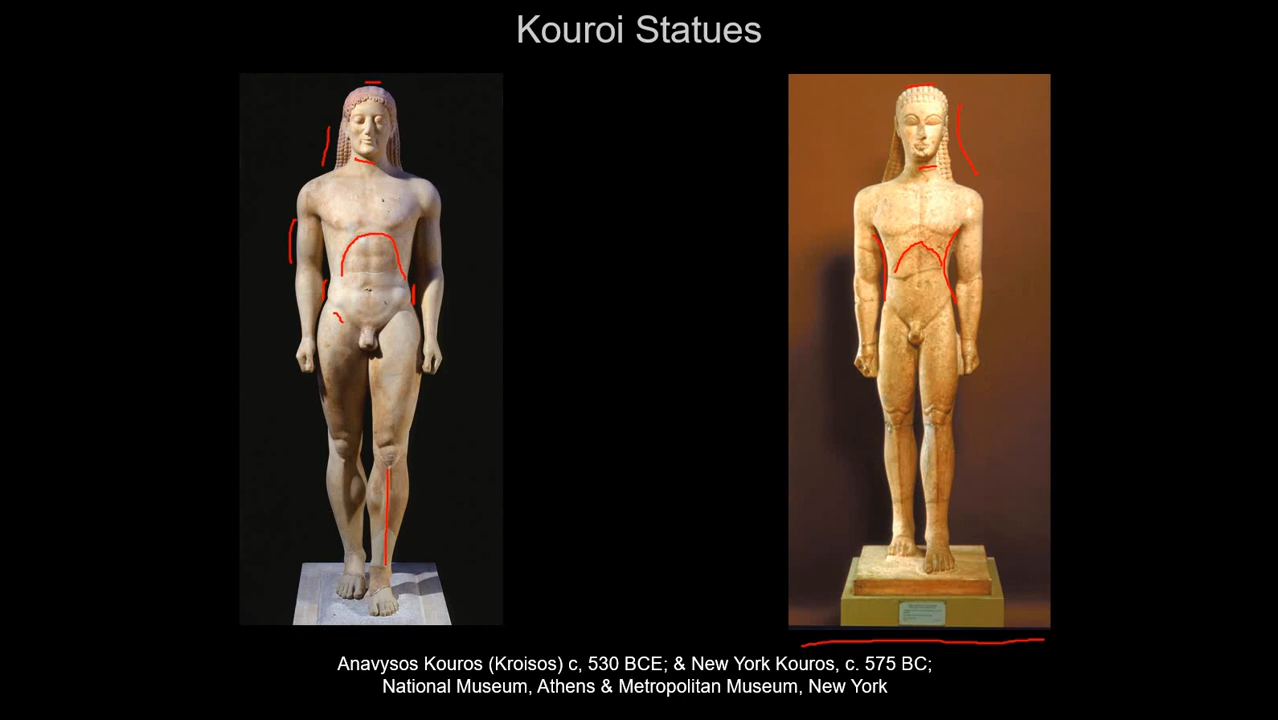 Kouroi Statues
Anavysos Kouros (Kroisos) c, 530 BCE; & New York Kouros, c. 575 BC;
National Museum, Athens & Metropolitan Museum, New York